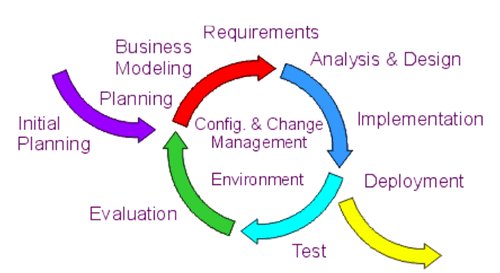 Requirements
Business
Modeling
Analysis & Design
Planning
Initial
Planning
Config. & Change
Management
Implementation
Environment
Deployment
Evaluation
Test